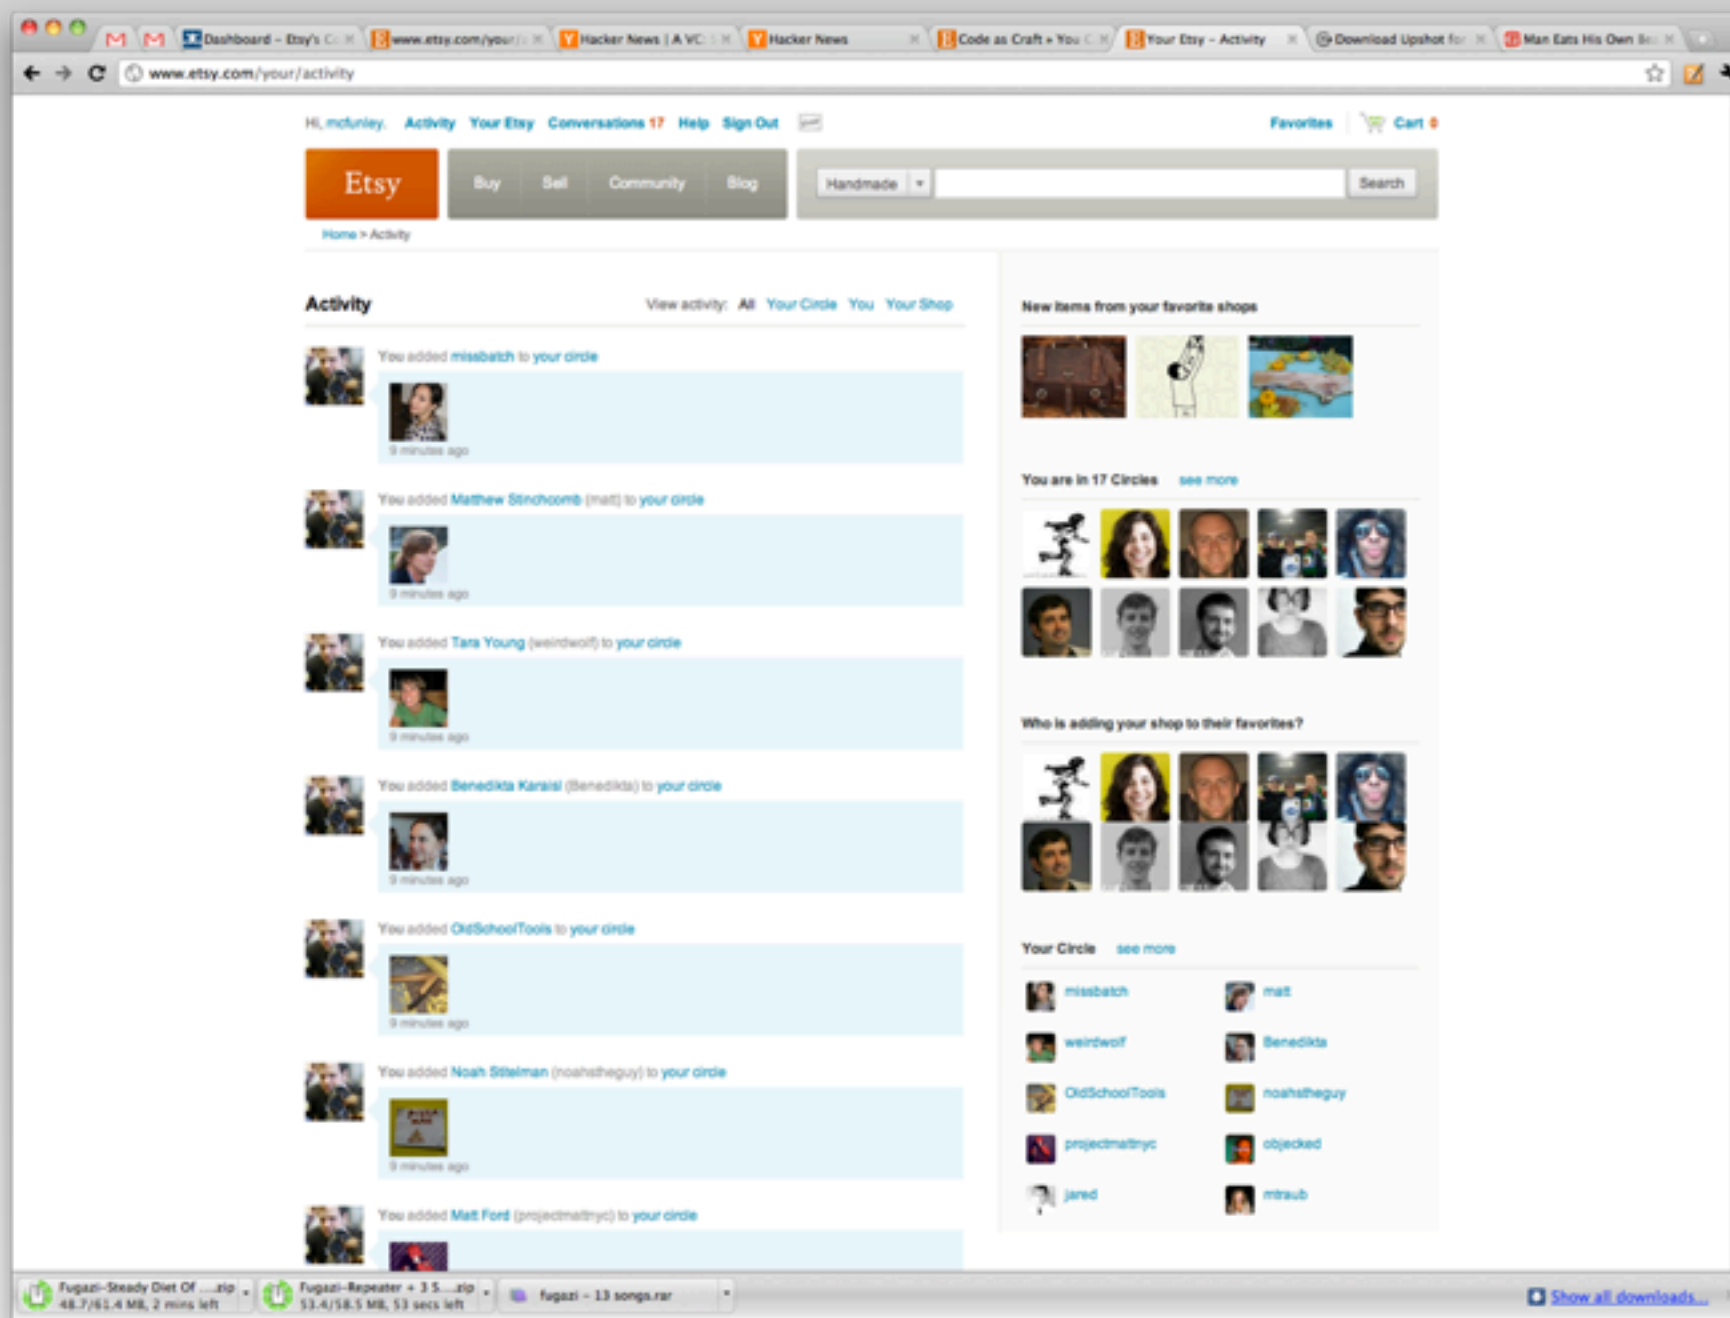 Dashboard – Etsy's C
www.etsy.com/your/
Hacker News | A VC:
Hacker News
Code as Craft • You C
Your Etsy – Activity
Download Upshot for
Man Eats His Own Be
www.etsy.com/your/activity
Hi, mcfunley. Activity Your Etsy Conversations 17 Help Sign Out
Favorites Cart 0
Etsy
Buy Sell Community Blog
Handmade Search
Home > Activity
Activity
View activity: All Your Circle You Your Shop
You added missbatch to your circle
9 minutes ago
You added Matthew Stinchcomb (matt) to your circle
9 minutes ago
You added Tara Young (weirdwolf) to your circle
9 minutes ago
You added Benedikta Karaisl (Benedikta) to your circle
9 minutes ago
You added OldSchoolTools to your circle
9 minutes ago
You added Noah Stitelman (noahstheguy) to your circle
9 minutes ago
You added Matt Ford (projectmattnyc) to your circle
New items from your favorite shops
You are in 17 Circles see more
Who is adding your shop to their favorites?
Your Circle see more
missbatch matt
weirdwolf Benedikta
OldSchoolTools noahstheguy
projectmattnyc objecked
jared mtraub
Fugazi-Steady Diet Of ....zip
48.7/61.4 MB, 2 mins left
Fugazi-Repeater + 3 S....zip
53.4/58.5 MB, 53 secs left
fugazi – 13 songs.rar
Show all downloads...